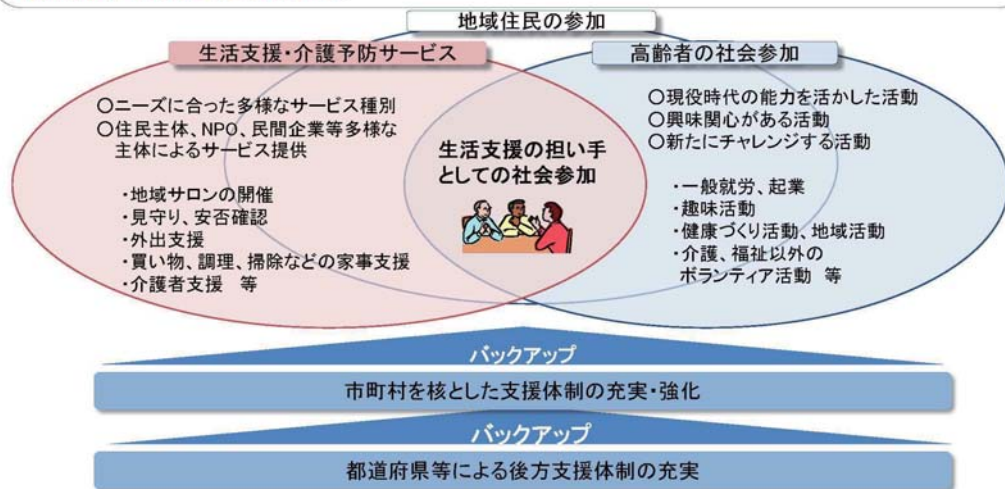 地域住民の参加
生活支援・介護予防サービス
高齢者の社会参加
○ニーズに合った多様なサービス種別
○住民主体、NPO、民間企業等多様な
主体によるサービス提供
・地域サロンの開催
・見守り、安否確認
・外出支援
・買い物、調理、掃除などの家事支援
・介護者支援 等
生活支援の担い手
としての社会参加
○現役時代の能力を活かした活動
○興味関心がある活動
○新たにチャレンジする活動
・一般就労、起業
・趣味活動
・健康づくり活動、地域活動
・介護、福祉以外の
ボランティア活動 等
バックアップ
市町村を核とした支援体制の充実・強化
バックアップ
都道府県等による後方支援体制の充実